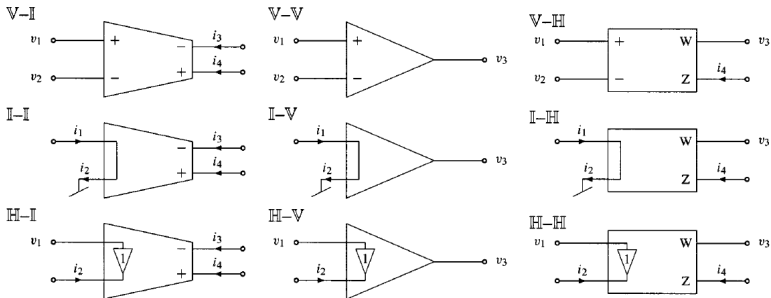 𝕍–𝕀 𝕍–𝕍 𝕍–ℍ
v₁ + − i₃ v₁ + v₁ + W v₃
v₂ − + i₄ v₂ − v₃ v₂ − Z i₄
𝕀–𝕀 𝕀–𝕍 𝕀–ℍ
i₁ − i₃ i₁ i₁ W v₃
i₂ + i₄ i₂ v₃ i₂ Z i₄
ℍ–𝕀 ℍ–𝕍 ℍ–ℍ
v₁ 1 − i₃ v₁ 1 v₁ 1 W v₃
i₂ + i₄ i₂ v₃ i₂ Z i₄